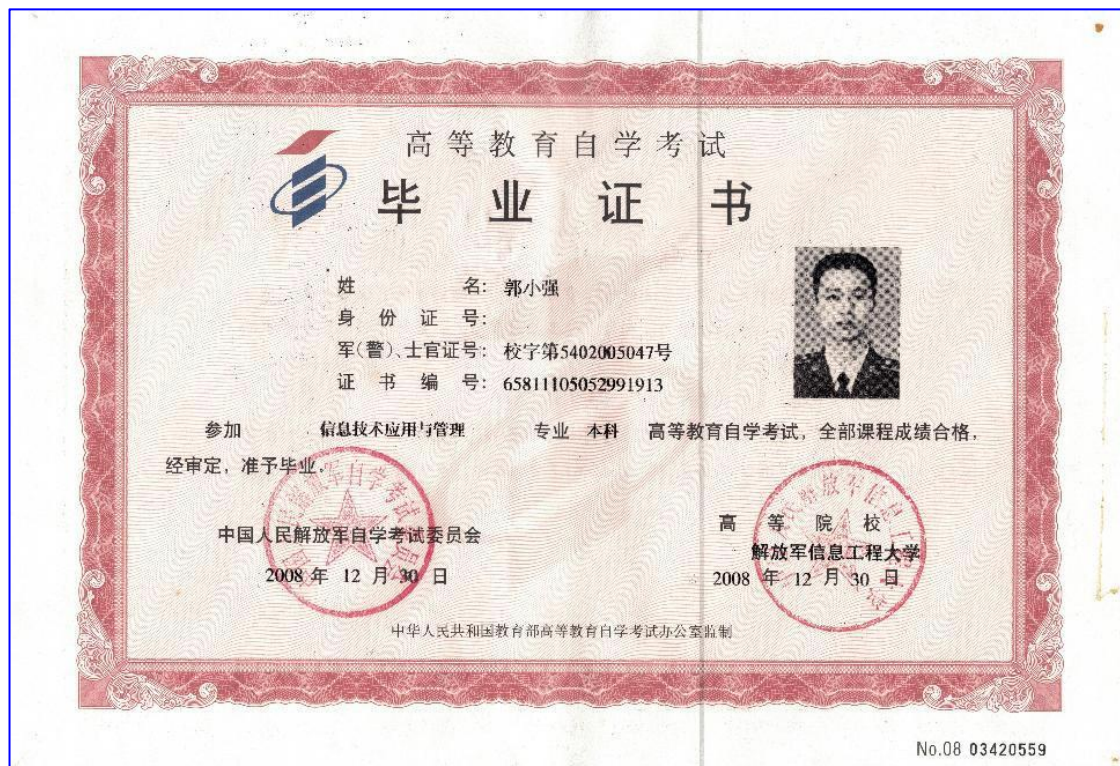 高等教育自学考试
毕业证书
姓名：郭小强
身份证号：
军(警)、士官证号：校字第5402005047号
证书编号：65811105052991913
参加 信息技术应用与管理 专业 本科 高等教育自学考试，全部课程成绩合格，
经审定，准予毕业。
中国人民解放军自学考试委员会
2008 年 12 月 30 日
高等院校
解放军信息工程大学
2008 年 12 月 30 日
中华人民共和国教育部高等教育自学考试办公室监制
No.08 03420559